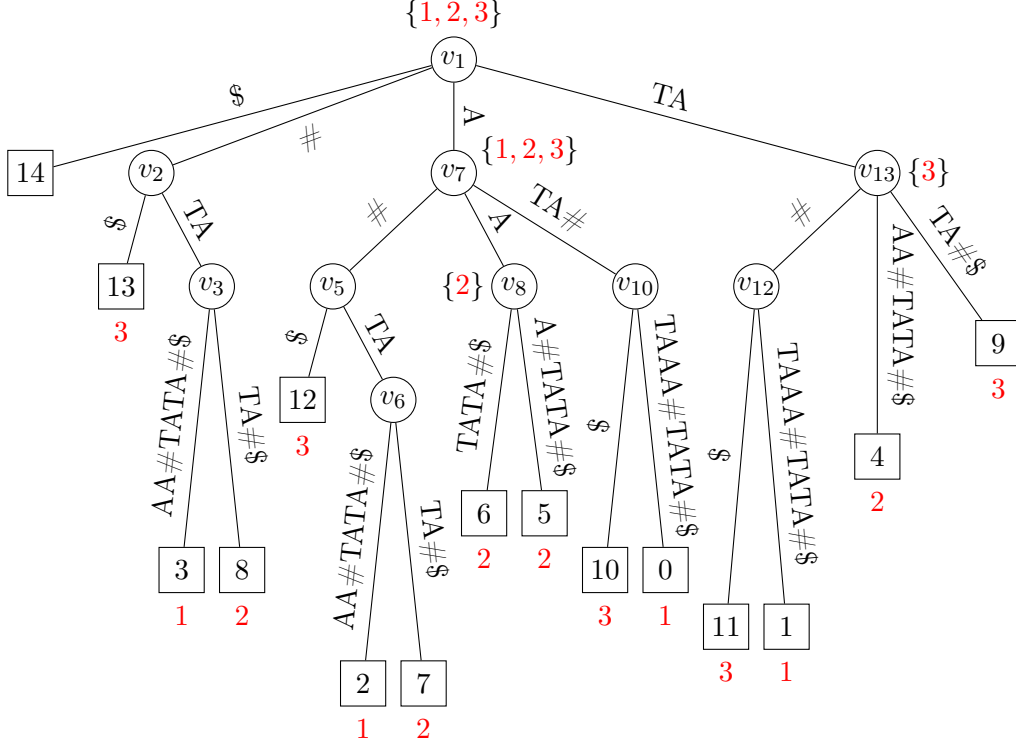 {1, 2, 3}
v1
$
#
A
TA
14
v2
v7
{1, 2, 3}
v13
{3}
$
TA
#
A
TA#
#
AA#TATA#$
TA##$
13
3
v3
v5
{2}
v8
v10
v12
9
3
AA#TATA##$
TA##$
$
TA
TATA##$
A#TATA##$
$
TAAA#TATA##$
$
TAAA#TATA##$
12
3
v6
4
2
AA#TATA##$
TA##$
6
2
5
2
3
1
8
2
10
3
0
1
11
3
1
1
2
1
7
2